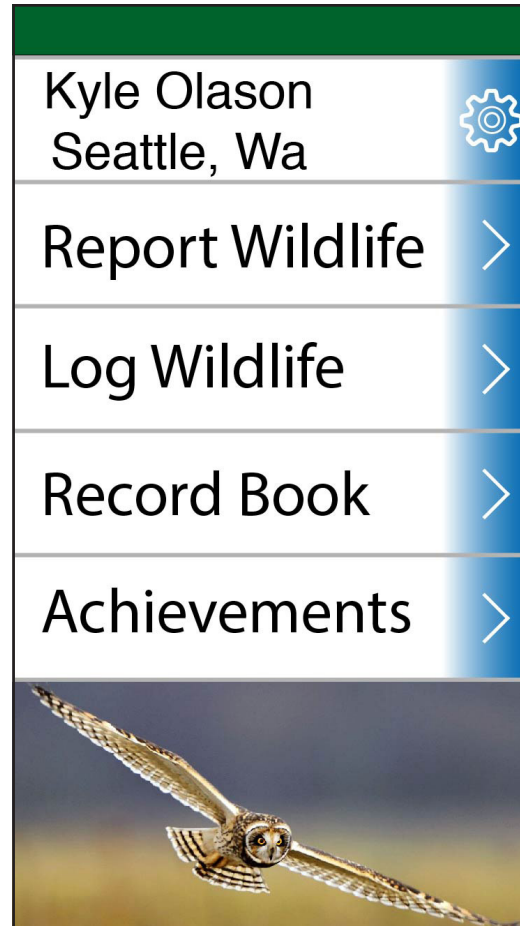 Kyle Olason
Seattle, Wa
Report Wildlife
Log Wildlife
Record Book
Achievements